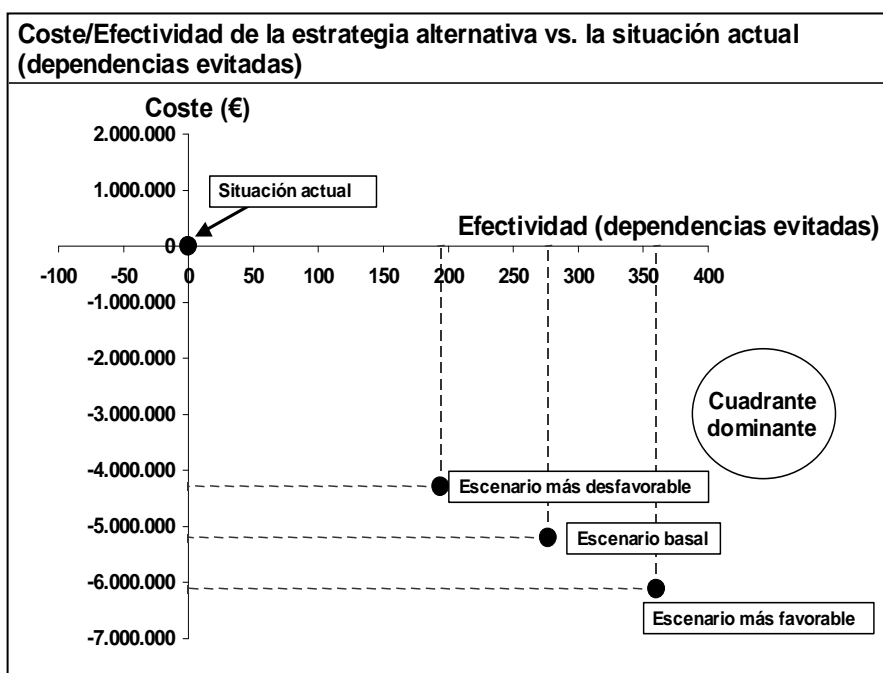 Coste/Efectividad de la estrategia alternativa vs. la situación actual
(dependencias evitadas)
Coste (€)
2.000.000
1.000.000
Situación actual
Efectividad (dependencias evitadas)
0
-100 -50 0 50 100 150 200 250 300 350 400
-1.000.000
-2.000.000
-3.000.000
Cuadrante
dominante
-4.000.000
Escenario más desfavorable
-5.000.000
Escenario basal
-6.000.000
Escenario más favorable
-7.000.000